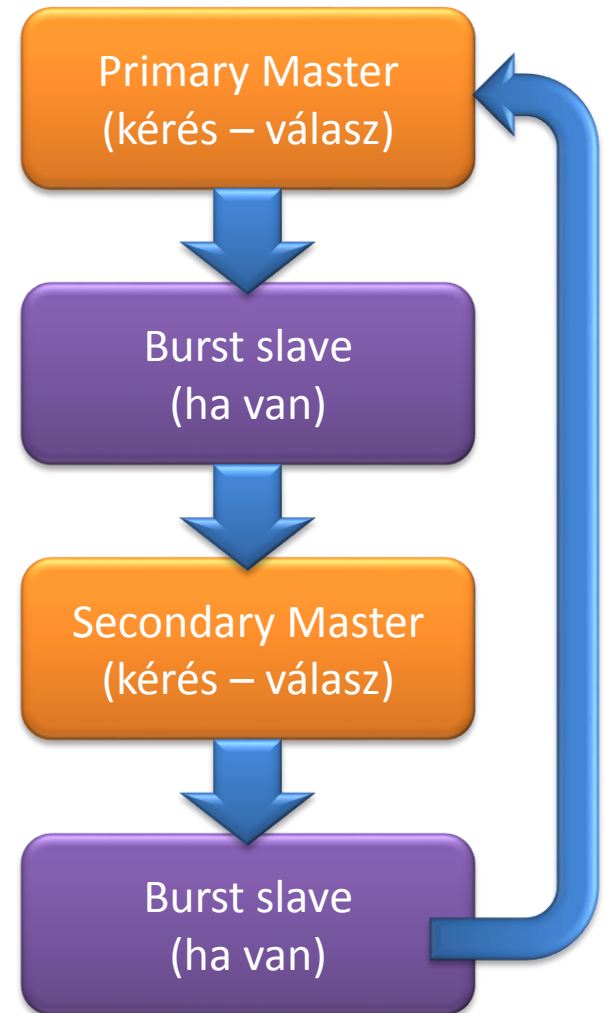 Primary Master
(kérés – válasz)
Burst slave
(ha van)
Secondary Master
(kérés – válasz)
Burst slave
(ha van)